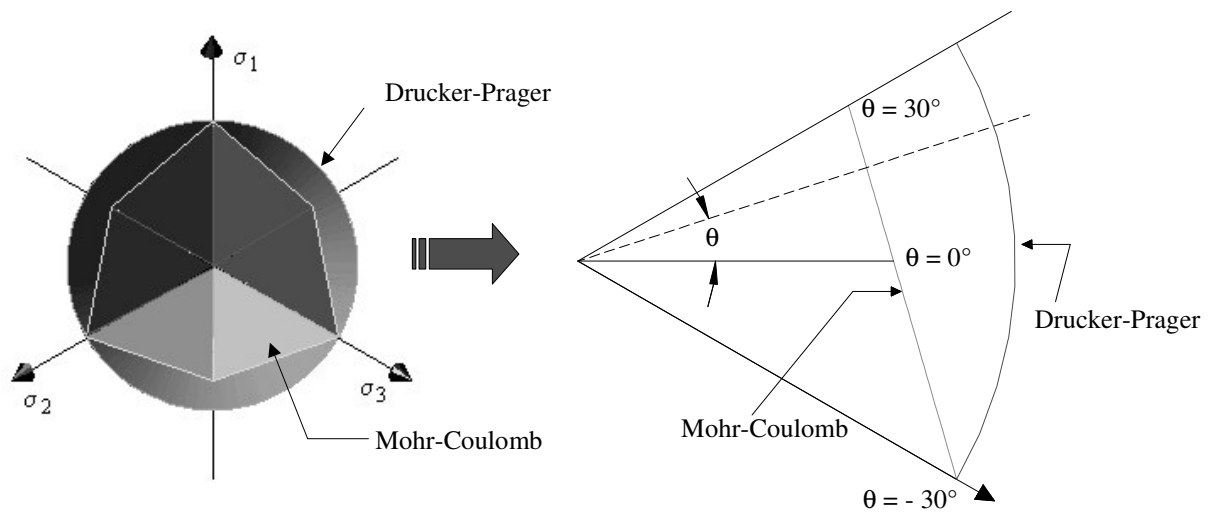 σ1
Drucker-Prager
σ2
σ3
Mohr-Coulomb
θ = 30°
θ
θ = 0°
Drucker-Prager
Mohr-Coulomb
θ = - 30°